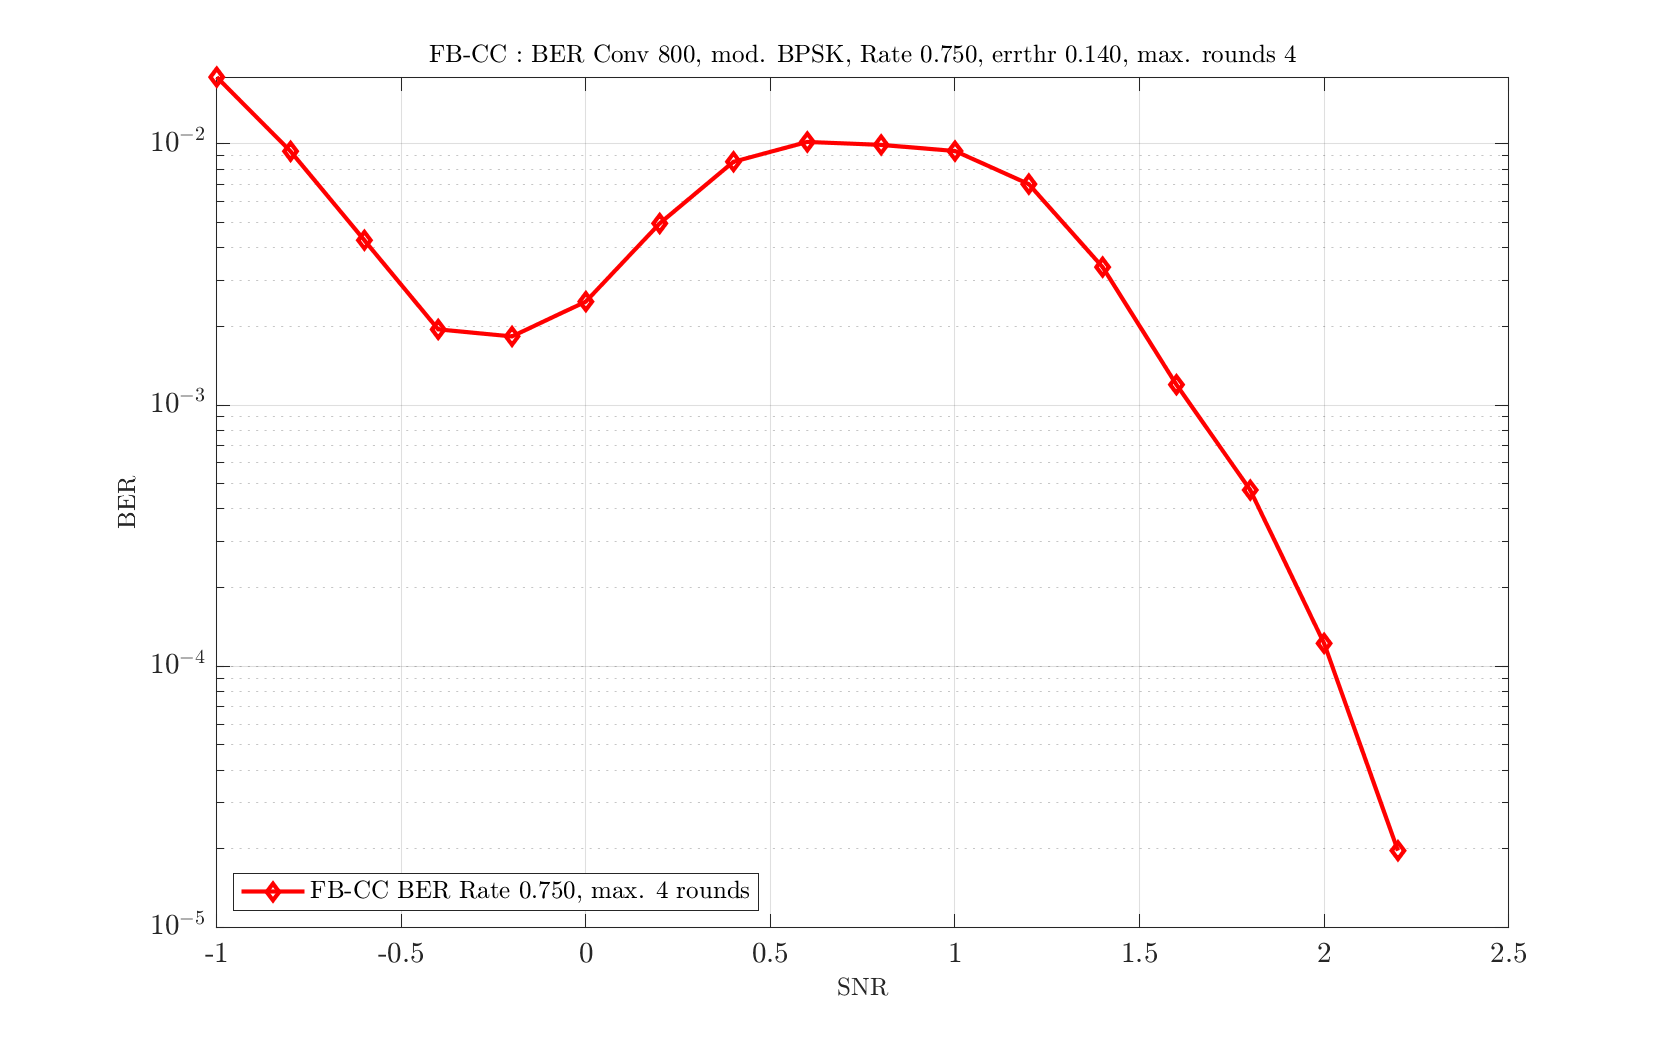 FB-CC : BER Conv 800, mod. BPSK, Rate 0.750, errthr 0.140, max. rounds 4
10^{-2}
10^{-3}
10^{-4}
10^{-5}
BER
FB-CC BER Rate 0.750, max. 4 rounds
-1 -0.5 0 0.5 1 1.5 2 2.5
SNR